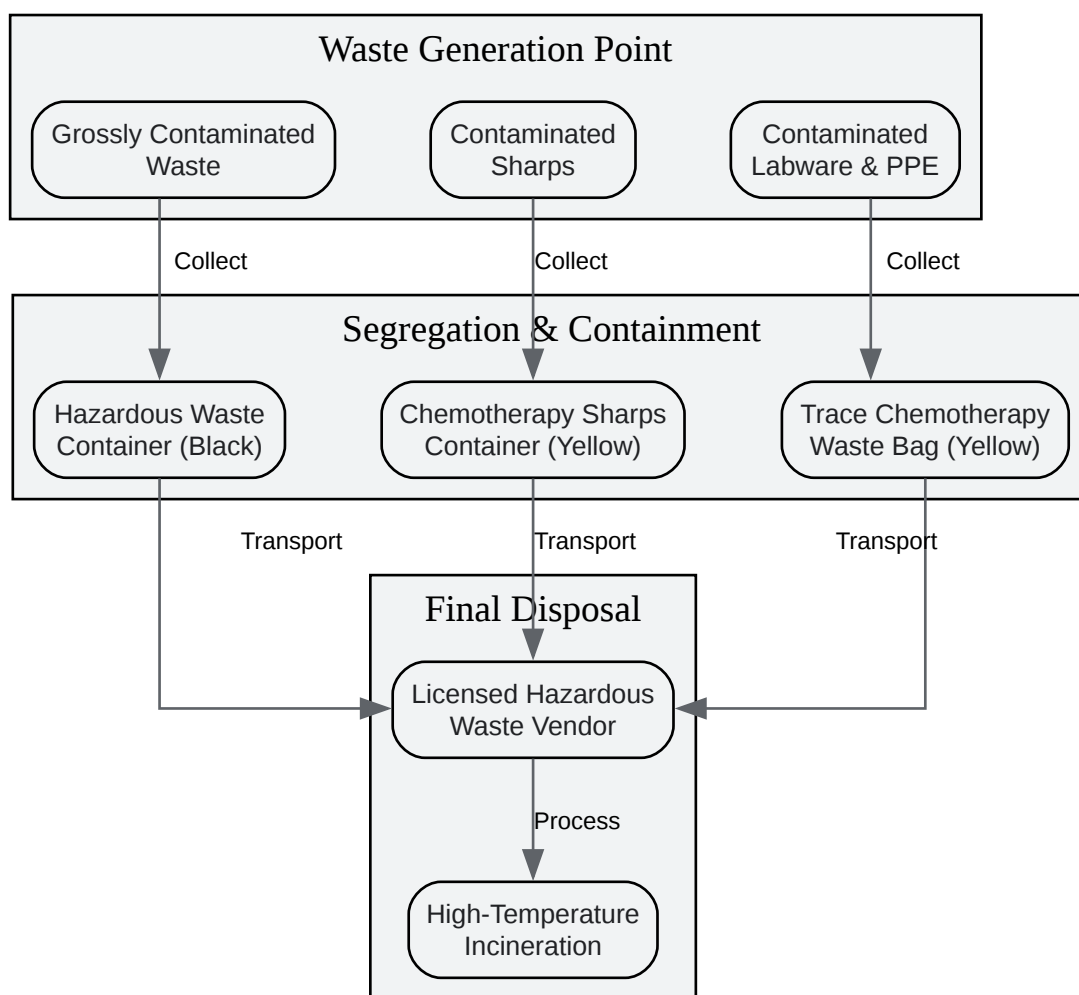 Waste Generation Point
Grossly Contaminated
Waste
Contaminated
Sharps
Contaminated
Labware & PPE
Collect
Collect
Collect
Segregation & Containment
Hazardous Waste
Container (Black)
Chemotherapy Sharps
Container (Yellow)
Trace Chemotherapy
Waste Bag (Yellow)
Transport
Transport
Transport
Final Disposal
Licensed Hazardous
Waste Vendor
Process
High-Temperature
Incineration